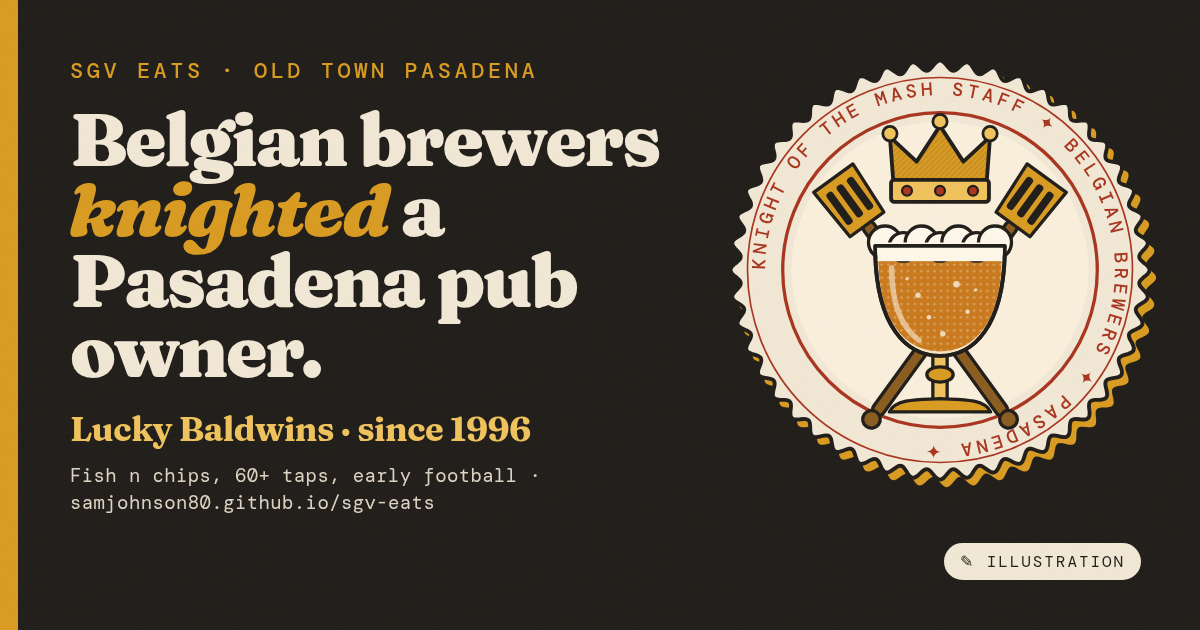 SGV EATS · OLD TOWN PASADENA
Belgian brewers
knighted a
Pasadena pub
owner.
Lucky Baldwins · since 1996
Fish n chips, 60+ taps, early football ·
samjohnson80.github.io/sgv-eats
KNIGHT OF THE MASH STAFF ✦ BELGIAN BREWERS ✦ PASADENA ✦
✎ ILLUSTRATION